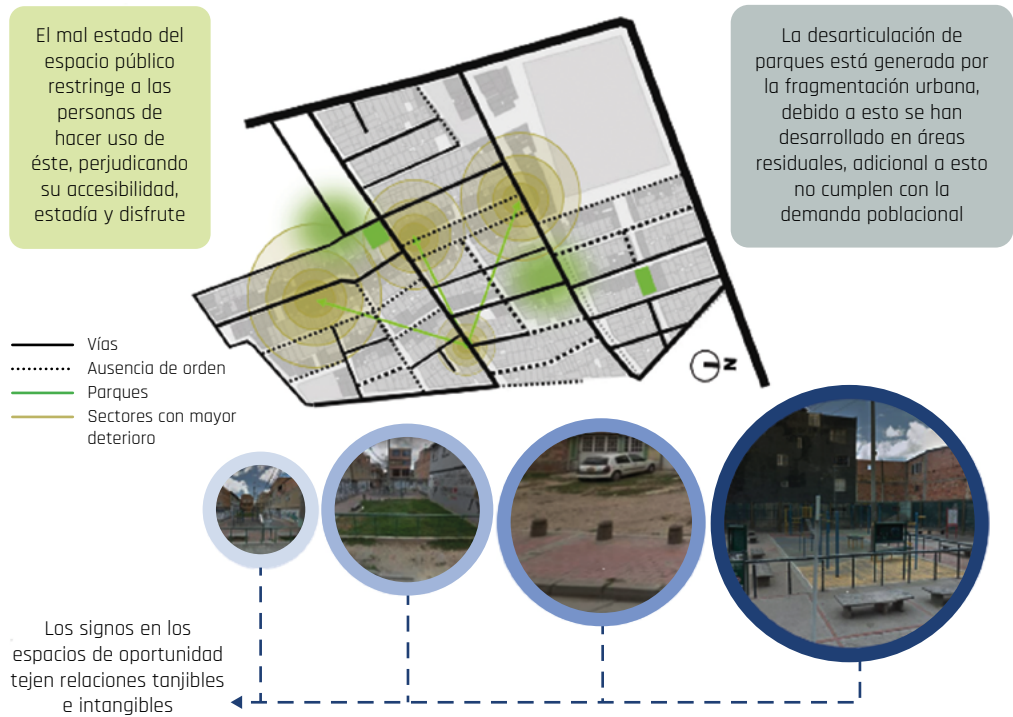 El mal estado del
espacio público
restringe a las
personas de
hacer uso de
éste, perjudicando
su accesibilidad,
estadía y disfrute
La desarticulación de
parques está generada por
la fragmentación urbana,
debido a esto se han
desarrollado en áreas
residuales, adicional a esto
no cumplen con la
demanda poblacional
N
Vías
Ausencia de orden
Parques
Sectores con mayor
deterioro
Los signos en los
espacios de oportunidad
tejen relaciones tanjibles
e intangibles